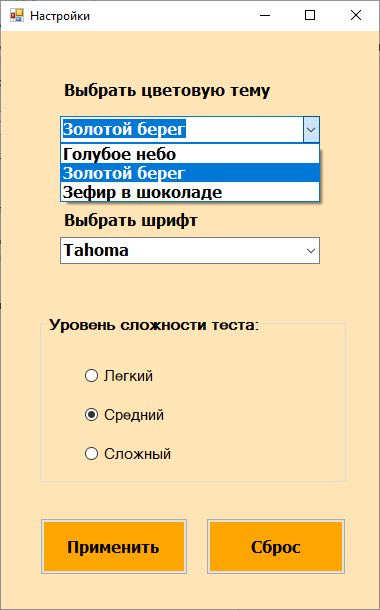 Настройки
Выбрать цветовую тему
Золотой берег
Голубое небо
Золотой берег
Зефир в шоколаде
Выбрать шрифт
Tahoma
Уровень сложности теста:
Легкий
Средний
Сложный
Применить
Сброс